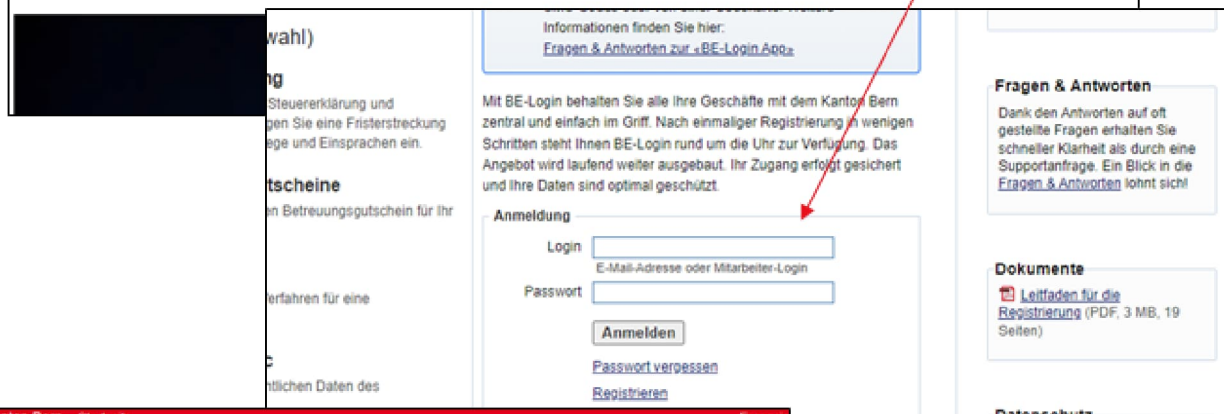 wahl)
Steuererklärung und
gen Sie eine Fristerstreckung
ege und Einsprachen ein.
tscheine
en Betreuungsgutschein für Ihr
erfahren für eine
ntlichen Daten des
Informationen finden Sie hier:
Fragen & Antworten zur «BE-Login App»
Mit BE-Login behalten Sie alle Ihre Geschäfte mit dem Kanton Bern
zentral und einfach im Griff. Nach einmaliger Registrierung in wenigen
Schritten steht Ihnen BE-Login rund um die Uhr zur Verfügung. Das
Angebot wird laufend weiter ausgebaut. Ihr Zugang erfolgt gesichert
und Ihre Daten sind optimal geschützt.
Anmeldung
Login
E-Mail-Adresse oder Mitarbeiter-Login
Passwort
Anmelden
Passwort vergessen
Registrieren
Fragen & Antworten
Dank den Antworten auf oft
gestellte Fragen erhalten Sie
schneller Klarheit als durch eine
Supportanfrage. Ein Blick in die
Fragen & Antworten lohnt sich!
Dokumente
Leitfaden für die
Registrierung (PDF, 3 MB, 19
Seiten)